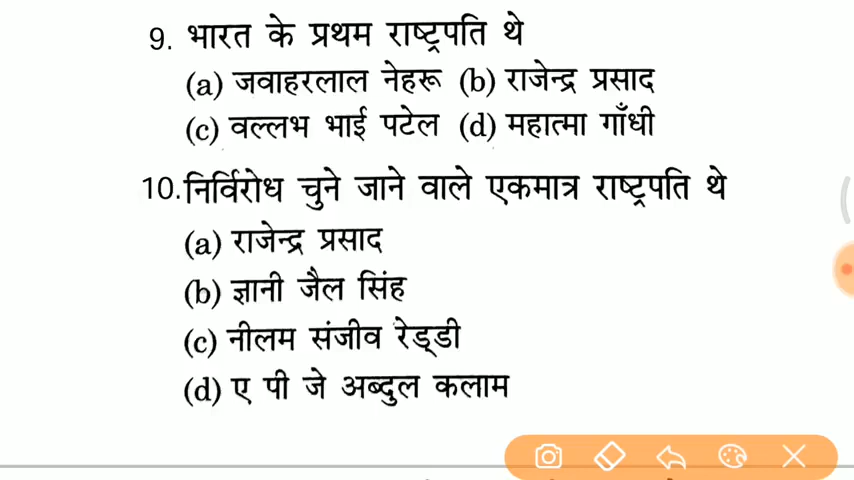 9. भारत के प्रथम राष्ट्रपति थे
(a) जवाहरलाल नेहरू (b) राजेन्द्र प्रसाद
(c) वल्लभ भाई पटेल (d) महात्मा गाँधी
10. निर्विरोध चुने जाने वाले एकमात्र राष्ट्रपति थे
(a) राजेन्द्र प्रसाद
(b) ज्ञानी जैल सिंह
(c) नीलम संजीव रेड्डी
(d) ए पी जे अब्दुल कलाम